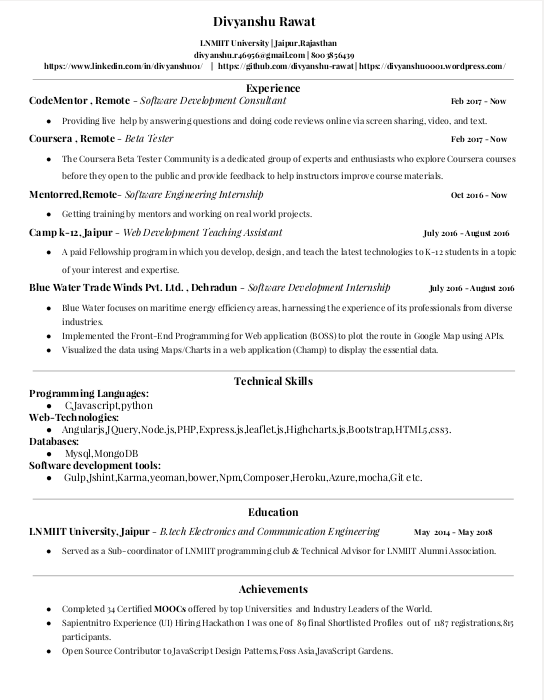 Divyanshu Rawat
LNMIIT University | Jaipur,Rajasthan
divyanshu.r46956@gmail.com | 8003856439
https://www.linkedin.com/in/divyanshu01/ | https://github.com/divyanshu-rawat | https://divyanshu0001.wordpress.com/
Experience
CodeMentor , Remote - Software Development Consultant Feb 2017 - Now
● Providing live help by answering questions and doing code reviews online via screen sharing, video, and text.
Coursera , Remote - Beta Tester Feb 2017 - Now
● The Coursera Beta Tester Community is a dedicated group of experts and enthusiasts who explore Coursera courses
before they open to the public and provide feedback to help instructors improve course materials.
Mentorred,Remote- Software Engineering Internship Oct 2016 - Now
● Getting training by mentors and working on real world projects.
Camp k-12, Jaipur - Web Development Teaching Assistant July 2016 - August 2016
● A paid Fellowship program in which you develop, design, and teach the latest technologies to K-12 students in a topic
of your interest and expertise.
Blue Water Trade Winds Pvt. Ltd. , Dehradun - Software Development Internship July 2016 - August 2016
● Blue Water focuses on maritime energy efficiency areas, harnessing the experience of its professionals from diverse
industries.
● Implemented the Front-End Programming for Web application (BOSS) to plot the route in Google Map using APIs.
● Visualized the data using Maps/Charts in a web application (Champ) to display the essential data.
Technical Skills
Programming Languages:
● C,Javascript,python
Web-Technologies:
● Angularjs,JQuery,Node.js,PHP,Express.js,leaflet.js,Highcharts.js,Bootstrap,HTML5,css3.
Databases:
● Mysql,MongoDB
Software development tools:
● Gulp,Jshint,Karma,yeoman,bower,Npm,Composer,Heroku,Azure,mocha,Git etc.
Education
LNMIIT University, Jaipur - B.tech Electronics and Communication Engineering May 2014 - May 2018
● Served as a Sub-coordinator of LNMIIT programming club & Technical Advisor for LNMIIT Alumni Association.
Achievements
● Completed 34 Certified MOOCs offered by top Universities and Industry Leaders of the World.
● Sapientnitro Experience (UI) Hiring Hackathon I was one of 89 final Shortlisted Profiles out of 1187 registrations,815
participants.
● Open Source Contributor to JavaScript Design Patterns,Foss Asia,JavaScript Gardens.